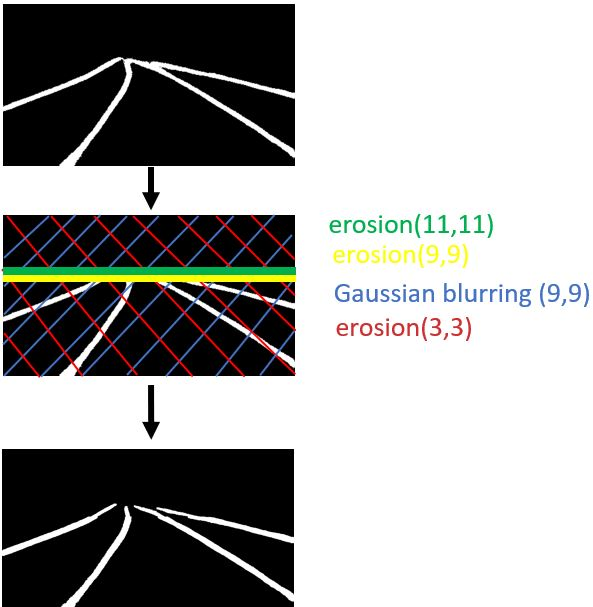 erosion(11,11)
erosion(9,9)
Gaussian blurring (9,9)
erosion(3,3)